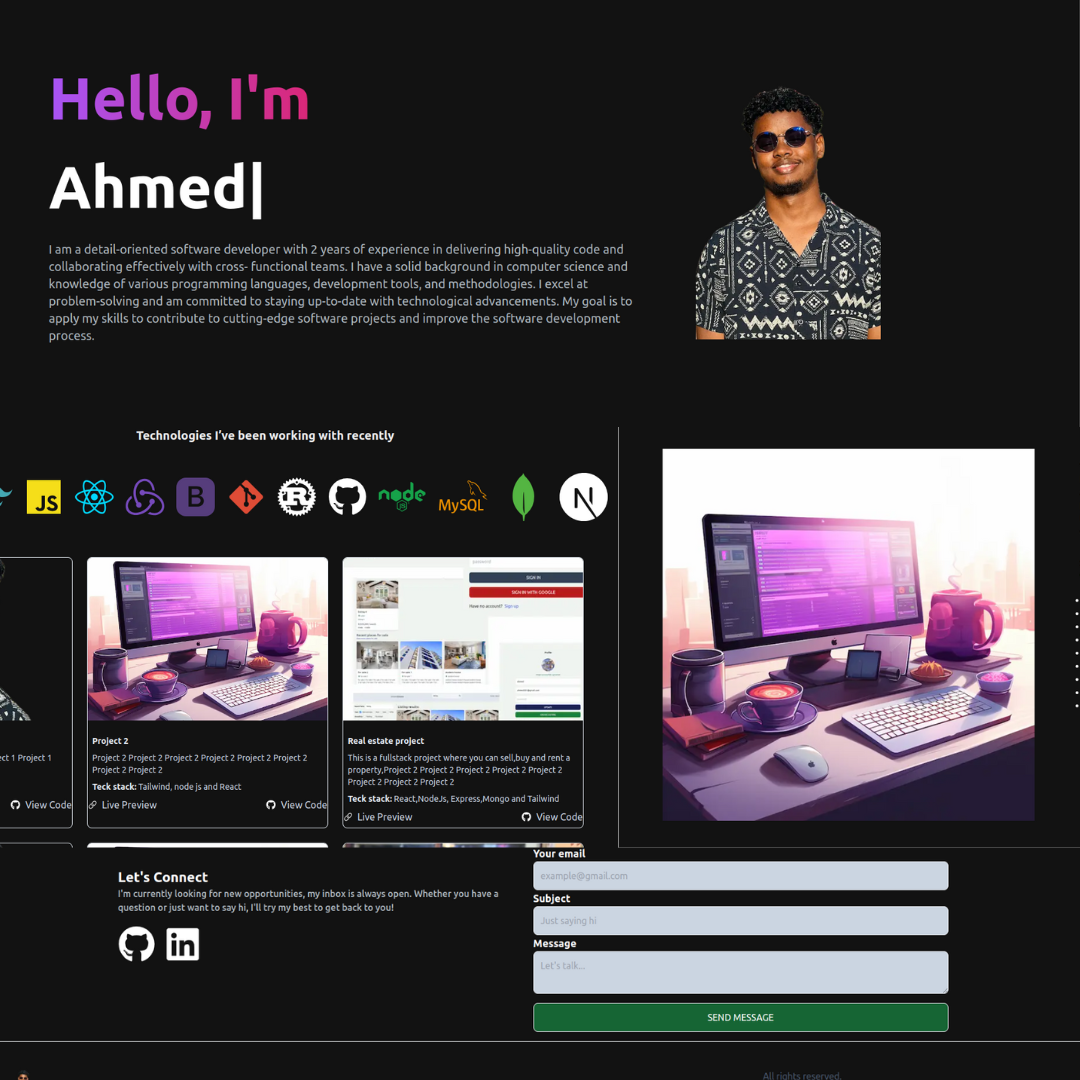 Hello, I'm
Ahmed|
I am a detail-oriented software developer with 2 years of experience in delivering high-quality code and
collaborating effectively with cross- functional teams. I have a solid background in computer science and
knowledge of various programming languages, development tools, and methodologies. I excel at
problem-solving and am committed to staying up-to-date with technological advancements. My goal is to
apply my skills to contribute to cutting-edge software projects and improve the software development
process.
Technologies I've been working with recently
JS
B
R
node
JS
MySQL
N
ect 1 Project 1
View Code
Project 2
Project 2 Project 2 Project 2 Project 2 Project 2 Project 2
Project 2 Project 2
Teck stack: Tailwind, node js and React
Live Preview
View Code
password
SIGN IN
SIGN IN WITH GOOGLE
Have no account? Sign up
Real estate project
This is a fullstack project where you can sell,buy and rent a
property,Project 2 Project 2 Project 2 Project 2 Project 2
Project 2 Project 2 Project 2
Teck stack: React,NodeJs, Express,Mongo and Tailwind
Live Preview
View Code
Let's Connect
I'm currently looking for new opportunities, my inbox is always open. Whether you have a
question or just want to say hi, I'll try my best to get back to you!
in
Your email
example@gmail.com
Subject
Just saying hi
Message
Let's talk...
SEND MESSAGE
All rights reserved.